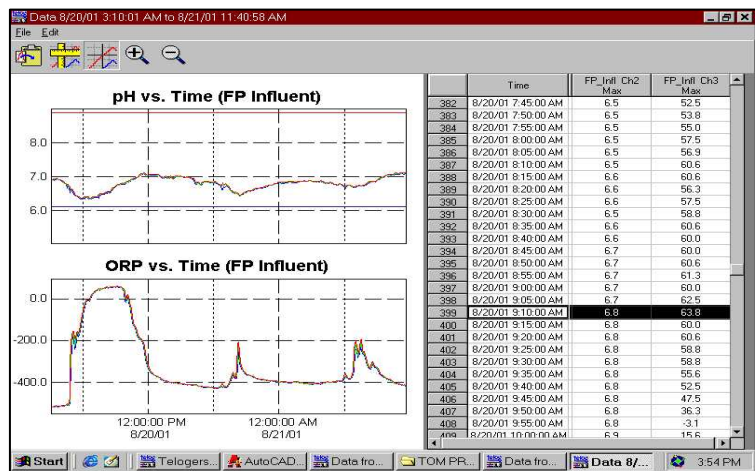 Data 8/20/01 3:10:01 AM to 8/21/01 11:40:58 AM
File Edit
pH vs. Time (FP Influent)
8.0
7.0
6.0
ORP vs. Time (FP Influent)
0.0
-200.0
-400.0
12:00:00 PM 12:00:00 AM
8/20/01 8/21/01
Time FP_Infl Ch2 Max FP_Infl Ch3 Max
382 8/20/01 7:45:00 AM 6.5 52.5
383 8/20/01 7:50:00 AM 6.5 53.8
384 8/20/01 7:55:00 AM 6.5 55.0
385 8/20/01 8:00:00 AM 6.5 57.5
386 8/20/01 8:05:00 AM 6.5 56.9
387 8/20/01 8:10:00 AM 6.5 60.6
388 8/20/01 8:15:00 AM 6.6 60.6
389 8/20/01 8:20:00 AM 6.6 56.3
390 8/20/01 8:25:00 AM 6.6 57.5
391 8/20/01 8:30:00 AM 6.5 58.8
392 8/20/01 8:35:00 AM 6.6 60.6
393 8/20/01 8:40:00 AM 6.6 60.0
394 8/20/01 8:45:00 AM 6.7 60.0
395 8/20/01 8:50:00 AM 6.7 60.6
396 8/20/01 8:55:00 AM 6.7 61.3
397 8/20/01 9:00:00 AM 6.7 60.0
398 8/20/01 9:05:00 AM 6.7 62.5
399 8/20/01 9:10:00 AM 6.8 63.8
400 8/20/01 9:15:00 AM 6.8 60.0
401 8/20/01 9:20:00 AM 6.8 60.6
402 8/20/01 9:25:00 AM 6.8 58.8
403 8/20/01 9:30:00 AM 6.8 58.8
404 8/20/01 9:35:00 AM 6.8 55.6
405 8/20/01 9:40:00 AM 6.8 52.5
406 8/20/01 9:45:00 AM 6.8 47.5
407 8/20/01 9:50:00 AM 6.8 36.3
408 8/20/01 9:55:00 AM 6.8 -3.1
409 8/20/01 10:00:00 AM 6.9 15.6
Start Telogers... AutoCAD... Data fro... TOM PR... Data fro... Data 8/... 3:54 PM